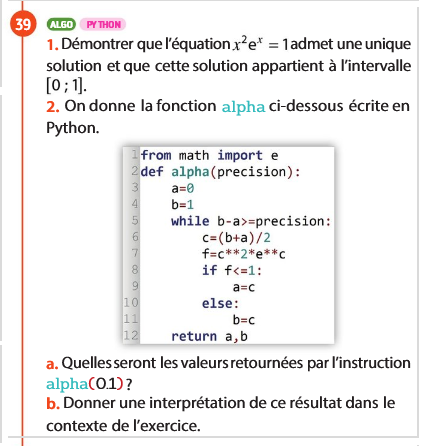 39 ALGO PYTHON
1. Démontrer que l'équation x²eˣ = 1 admet une unique
solution et que cette solution appartient à l'intervalle
[0 ; 1].
2. On donne la fonction alpha ci-dessous écrite en
Python.
1 from math import e
2 def alpha(precision):
3     a=0
4     b=1
5     while b-a>=precision:
6         c=(b+a)/2
7         f=c**2*e**c
8         if f<=1:
9             a=c
10         else:
11             b=c
12     return a,b
a. Quelles seront les valeurs retournées par l'instruction
alpha(0.1) ?
b. Donner une interprétation de ce résultat dans le
contexte de l'exercice.